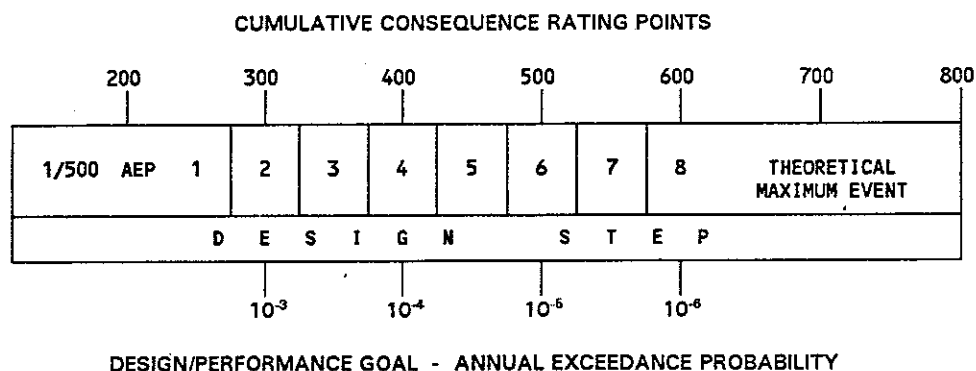 CUMULATIVE CONSEQUENCE RATING POINTS
200 300 400 500 600 700 800
1/500 AEP 1 2 3 4 5 6 7 8 THEORETICAL
MAXIMUM EVENT
D E S I G N S T E P
10⁻³ 10⁻⁴ 10⁻⁵ 10⁻⁶
DESIGN/PERFORMANCE GOAL - ANNUAL EXCEEDANCE PROBABILITY